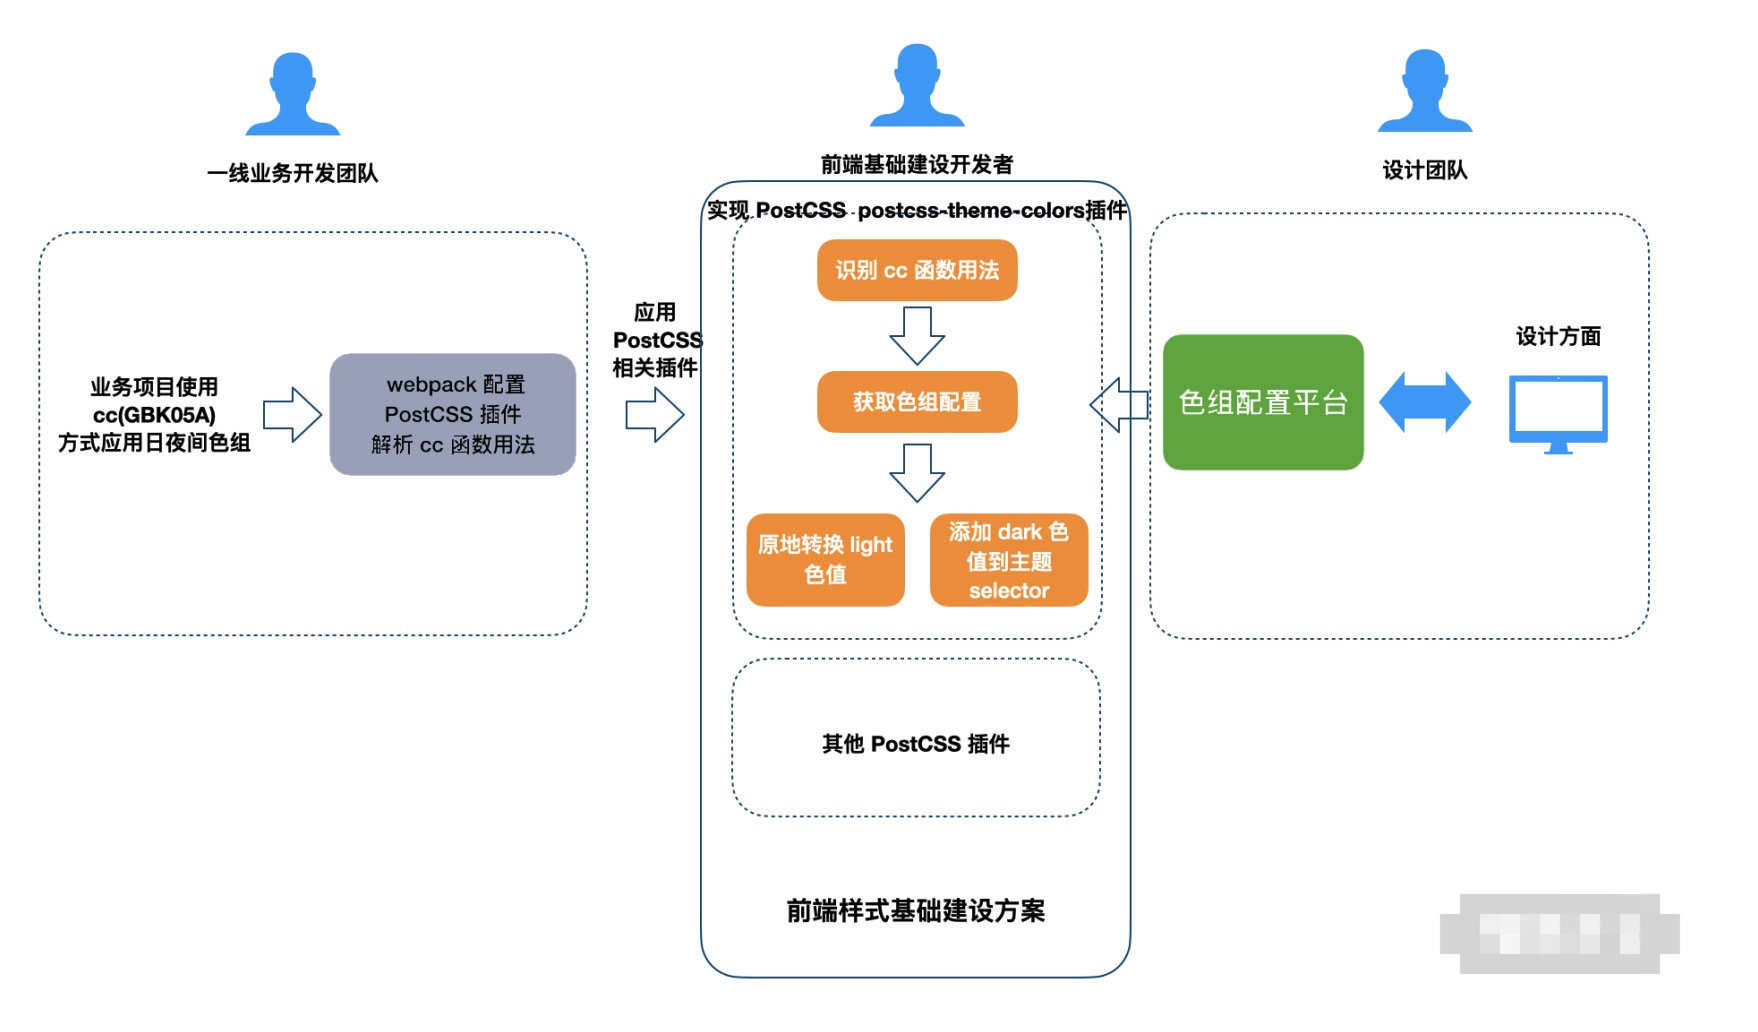 一线业务开发团队
前端基础建设开发者
设计团队
业务项目使用
cc(GBK05A)
方式应用日夜间色组
webpack 配置
PostCSS 插件
解析 cc 函数用法
应用
PostCSS
相关插件
实现 PostCSS postcss-theme-colors插件
识别 cc 函数用法
获取色组配置
原地转换 light
色值
添加 dark 色
值到主题
selector
其他 PostCSS 插件
前端样式基础建设方案
色组配置平台
设计方面